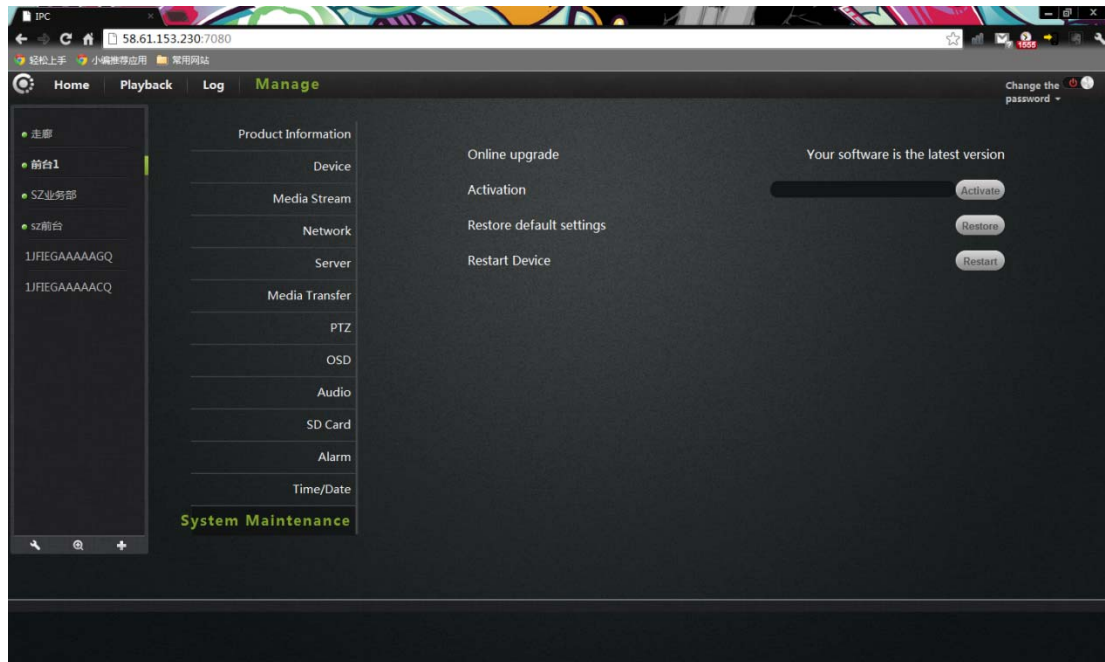 IPC
58.61.153.230:7080
1555
轻松上手 小编推荐应用 常用网站
Home Playback Log Manage
Change the
password
走廊
前台1
SZ业务部
sz前台
1JFIEGAAAAAGQ
1JFIEGAAAAACQ
Product Information
Device
Media Stream
Network
Server
Media Transfer
PTZ
OSD
Audio
SD Card
Alarm
Time/Date
System Maintenance
Online upgrade Your software is the latest version
Activation Activate
Restore default settings Restore
Restart Device Restart